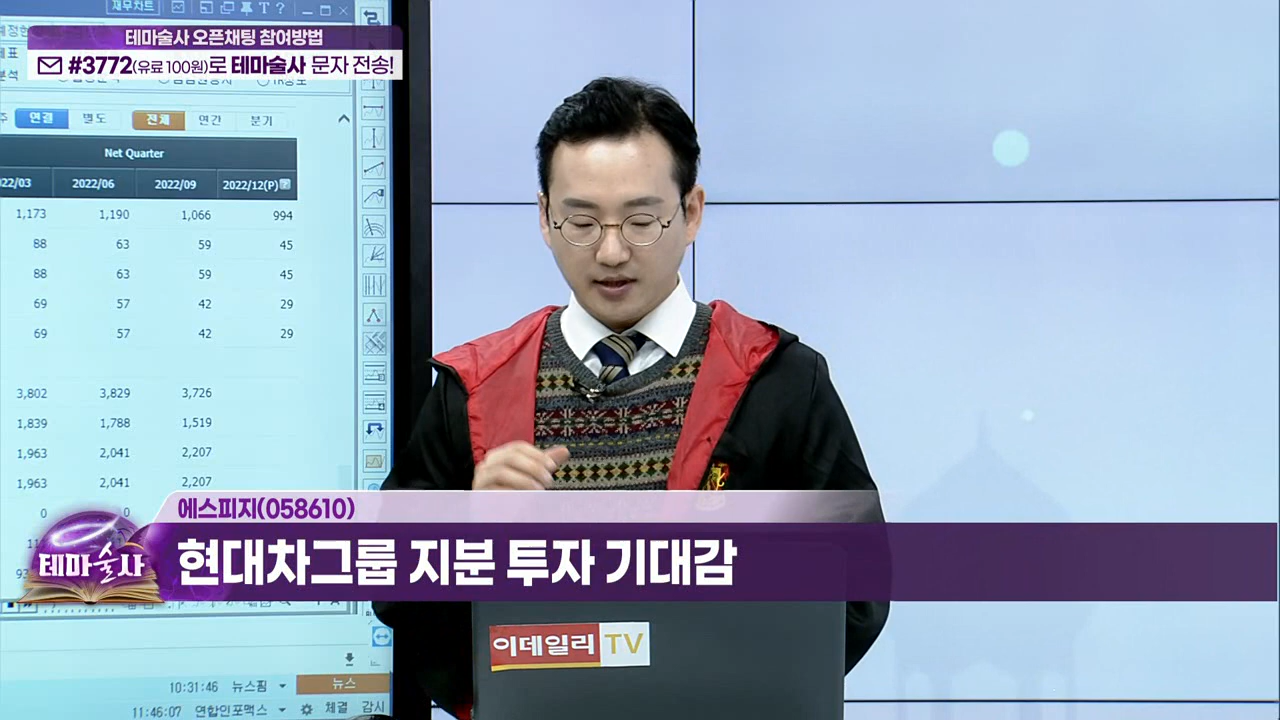 재무차트
테마술사 오픈채팅 참여방법
#3772(유료 100원)로 테마술사 문자 전송!
연결 별도 전체 연간 분기
Net Quarter
2022/06 2022/09 2022/12(P)
1,173 1,190 1,066 994
88 63 59 45
88 63 59 45
69 57 42 29
69 57 42 29
3,802 3,829 3,726
1,839 1,788 1,519
1,963 2,041 2,207
1,963 2,041 2,207
0 0
에스피지(058610)
테마술사
현대차그룹 지분 투자 기대감
이데일리TV
10:31:46 뉴스핌 뉴스
11:46:07 연합인포맥스 체결 감시